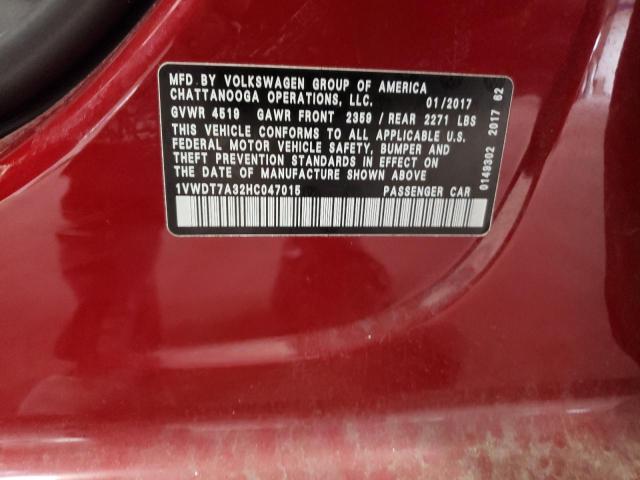 MFD BY VOLKSWAGEN GROUP OF AMERICA
CHATTANOOGA OPERATIONS, LLC. 01/2017
GVWR 4519 GAWR FRONT 2359 / REAR 2271 LBS
THIS VEHICLE CONFORMS TO ALL APPLICABLE U.S.
FEDERAL MOTOR VEHICLE SAFETY, BUMPER AND
THEFT PREVENTION STANDARDS IN EFFECT ON
THE DATE OF MANUFACTURE SHOWN ABOVE
1VWDT7A32HC047015 PASSENGER CAR
0149302 2017 62